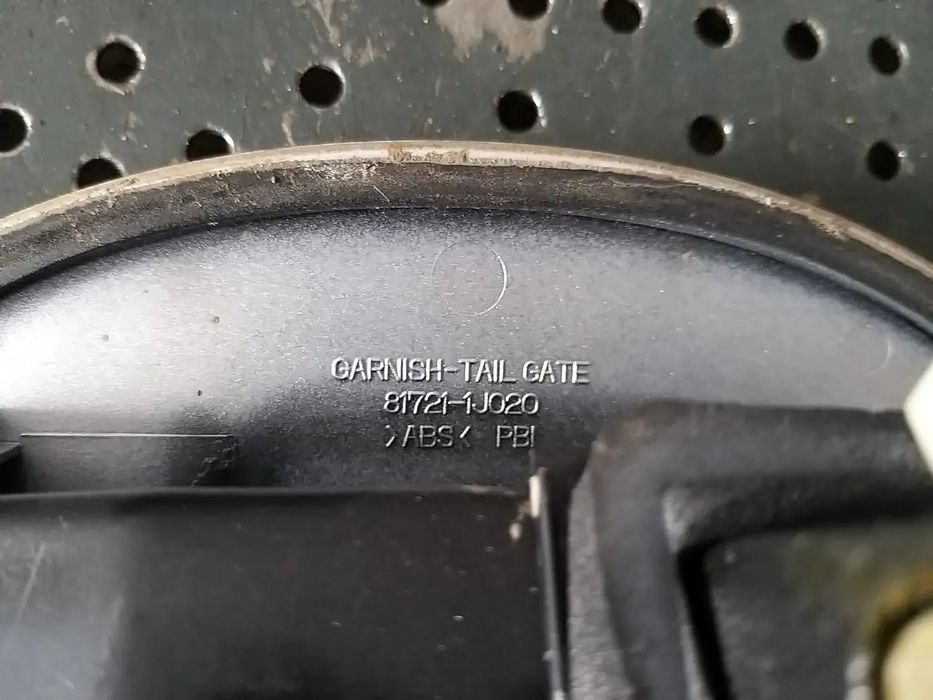 GARNISH-TAIL GATE
81721-1J020
>ABS< PBI